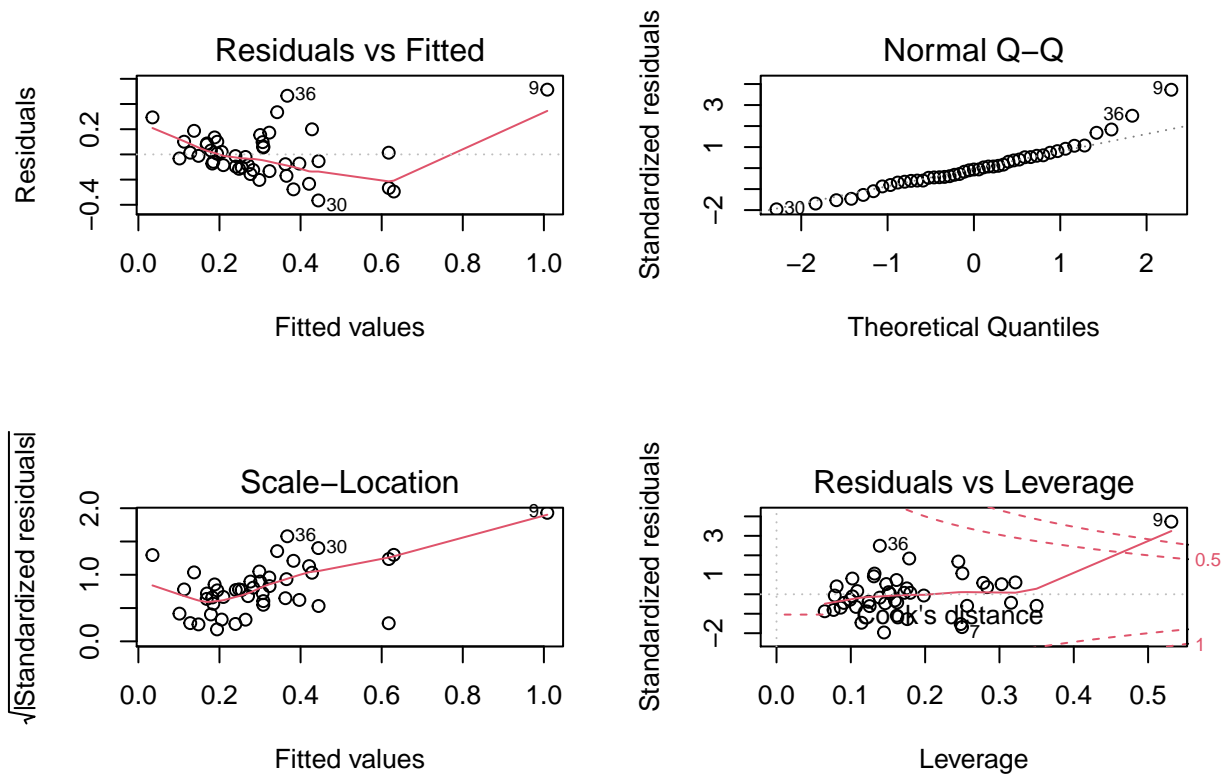 Residuals vs Fitted
Residuals
0.2
−0.4
36
9
30
0.0 0.2 0.4 0.6 0.8 1.0
Fitted values
Normal Q−Q
Standardized residuals
3
1
−2
9
36
30
−2 −1 0 1 2
Theoretical Quantiles
Scale−Location
√|Standardized residuals|
2.0
1.0
0.0
9
36
30
0.0 0.2 0.4 0.6 0.8 1.0
Fitted values
Residuals vs Leverage
Standardized residuals
3
1
−2
9
36
7
Cook's distance
0.5
1
0.0 0.1 0.2 0.3 0.4 0.5
Leverage